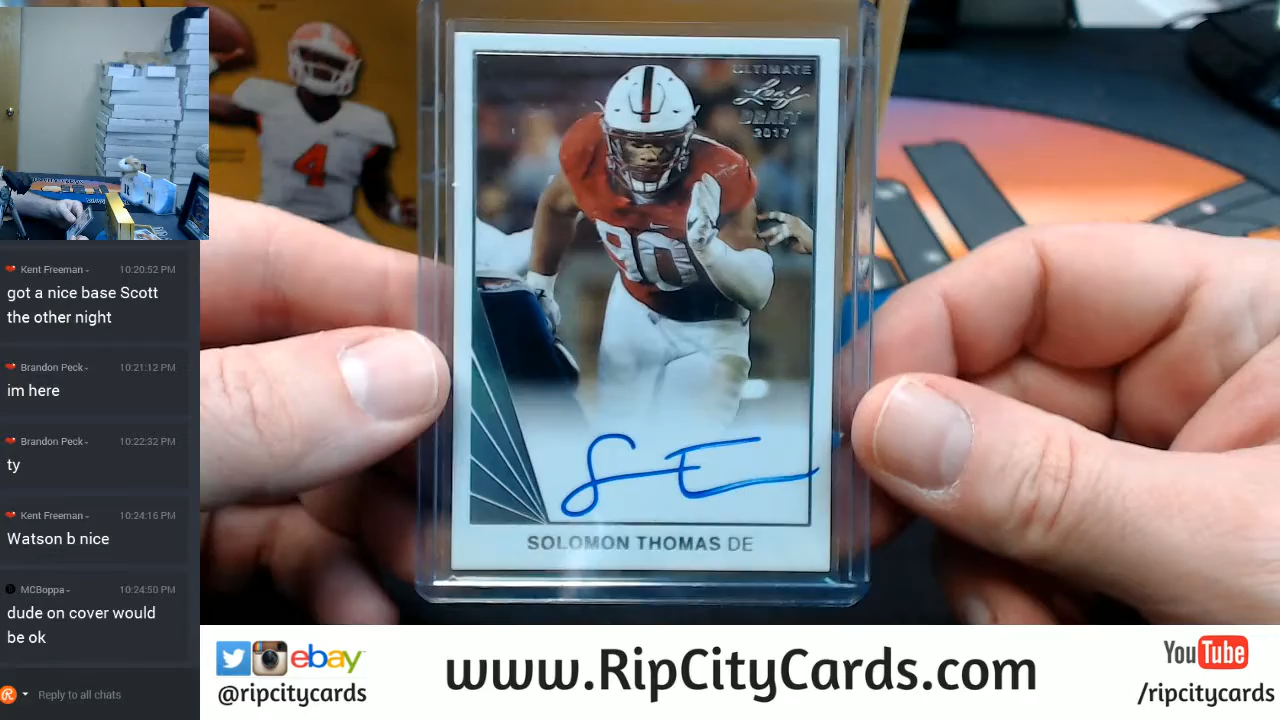 Kent Freeman 10:20:52 PM
got a nice base Scott
the other night
Brandon Peck 10:21:12 PM
im here
Brandon Peck 10:22:32 PM
ty
Kent Freeman 10:24:16 PM
Watson b nice
MCBoppa 10:24:50 PM
dude on cover would
be ok
Reply to all chats
4
ULTIMATE
Leaf
DRAFT
2017
90
SOLOMON THOMAS DE
ebay
@ripcitycards
www.RipCityCards.com
YouTube
/ripcitycards